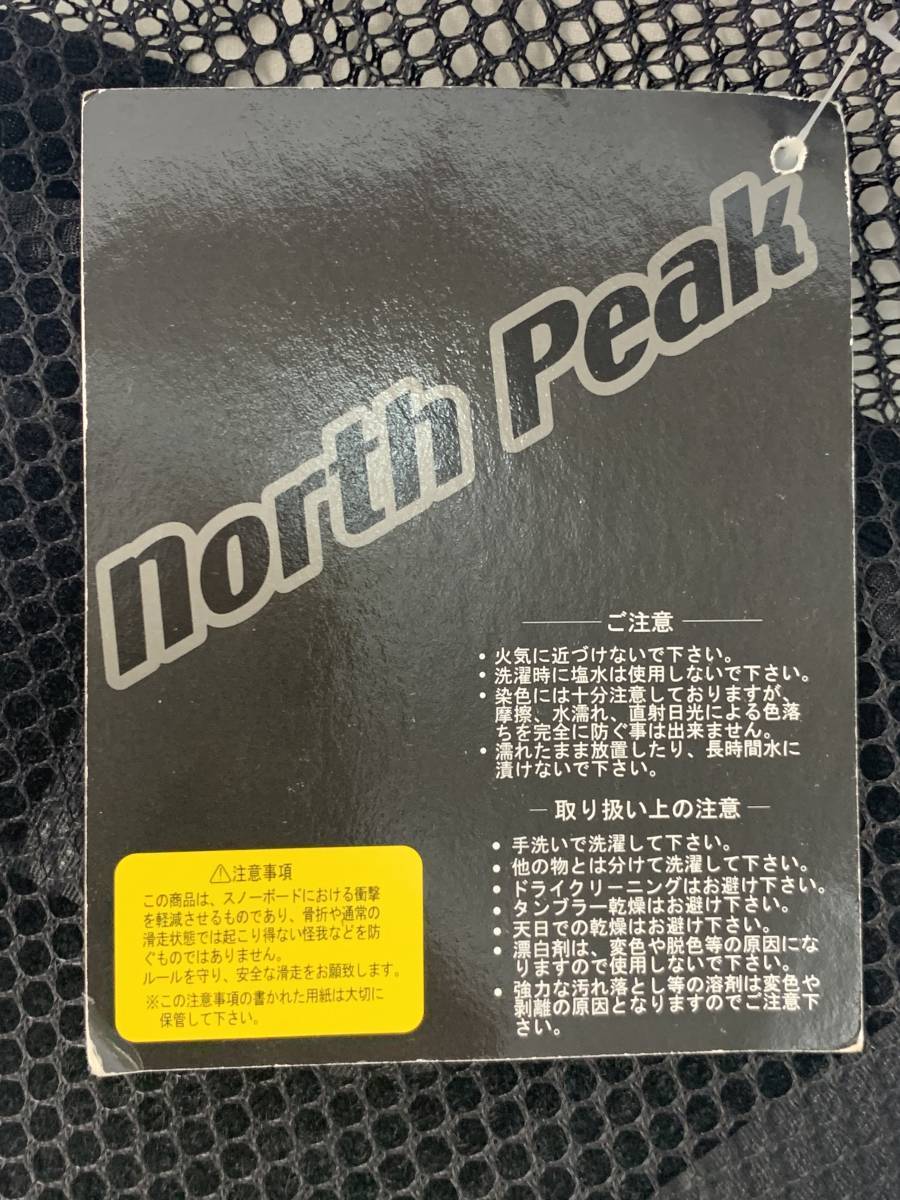 north Peak
ご注意
・火気に近づけないで下さい。
・洗濯時に塩水は使用しないで下さい。
・染色には十分注意しておりますが、
摩擦、水濡れ、直射日光による色落
ちを完全に防ぐ事は出来ません。
・濡れたまま放置したり、長時間水に
漬けないで下さい。
取り扱い上の注意
・手洗いで洗濯して下さい。
・他の物とは分けて洗濯して下さい。
・ドライクリーニングはお避け下さい。
・タンブラー乾燥はお避け下さい。
・天日での乾燥はお避け下さい。
・漂白剤は、変色や脱色等の原因にな
りますので使用しないで下さい。
・強力な汚れ落とし等の溶剤は変色や
剥離の原因となりますのでご注意下
さい。
⚠注意事項
この商品は、スノーボードにおける衝撃
を軽減させるものであり、骨折や通常の
滑走状態では起こり得ない怪我などを防
ぐものではありません。
ルールを守り、安全な滑走をお願致します。
※この注意事項の書かれた用紙は大切に
保管して下さい。